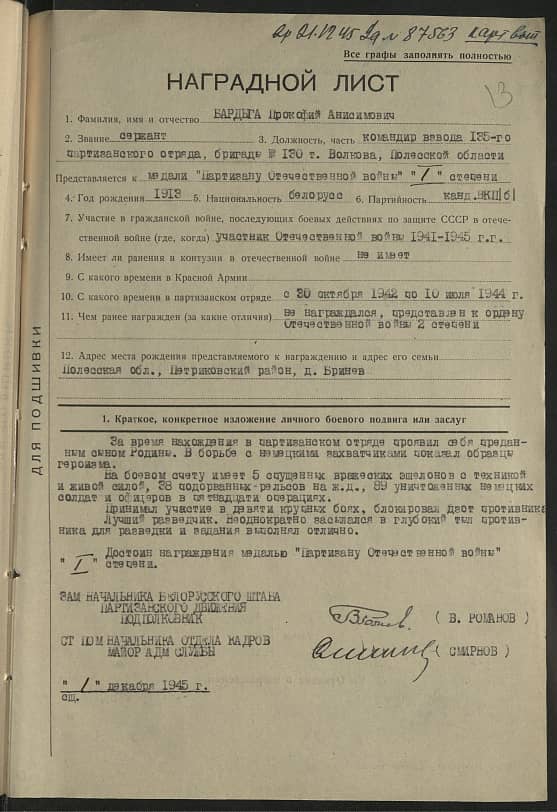 87563
Все графы заполнять полностью
НАГРАДНОЙ ЛИСТ
13
1. Фамилия, имя и отчество БАРДЫГА Прокофий Анисимович
2. Звание сержант 3. Должность, часть командир взвода 135-го
партизанского отряда, бригады № 130 т. Волкова, Полесской области
Представляется к медали "Партизану Отечественной войны" "I" степени
4. Год рождения 1913 5. Национальность белорусс 6. Партийность канд.ВКП(б)
7. Участие в гражданской войне, последующих боевых действиях по защите СССР в отече-
ственной войне (где, когда) участник Отечественной войны 1941-1945 г.г.
8. Имеет ли ранения и контузии в отечественной войне не имеет
9. С какого времени в Красной Армии
10. С какого времени в партизанском отряде с 30 октября 1942 по 10 июля 1944 г.
11. Чем ранее награжден (за какие отличия) не награждался, представлен к ордену
Отечественной войны 2 степени
12. Адрес места рождения представляемого к награждению и адрес его семьи
Полесская обл., Петриковский район, д. Бринев
ДЛЯ ПОДШИВКИ
1. Краткое, конкретное изложение личного боевого подвига или заслуг
За время нахождения в партизанском отряде проявил себя предан-
ным сыном Родины. В борьбе с немецкими захватчиками показал образцы
героизма.
На боевом счету имеет 5 спущенных вражеских эшелонов с техникой
и живой силой, 38 подорванных-рельсов на ж.д., 89 уничтоженных немецких
солдат и офицеров в пятнадцати операциях.
Принимал участие в девяти крупных боях, блокировал дзот противника
Лучший разведчик. Неоднократно засылался в глубокий тыл против-
ника для разведки и задания выполнял отлично.
Достоин награждения медалью "Партизану Отечественной войны"
"I" степени.
ЗАМ НАЧАЛЬНИКА БЕЛОРУССКОГО ШТАБА
ПАРТИЗАНСКОГО ДВИЖЕНИЯ
ПОДПОЛКОВНИК
( В. РОМАНОВ )
СТ ПОМ НАЧАЛЬНИКА ОТДЕЛА КАДРОВ
МАЙОР АДМ СЛУЖБЫ
( СМИРНОВ )
"1" декабря 1945 г.
сщ.